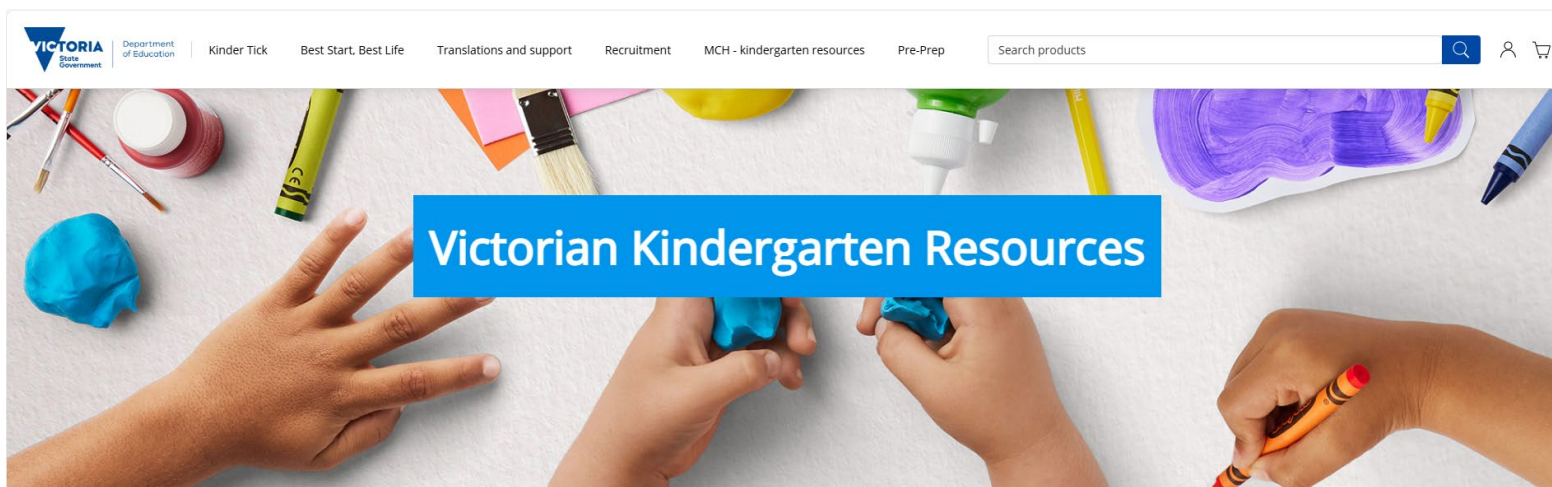 VICTORIA
State
Government
Department
of Education
Kinder Tick
Best Start, Best Life
Translations and support
Recruitment
MCH - kindergarten resources
Pre-Prep
Search products
Victorian Kindergarten Resources
CE